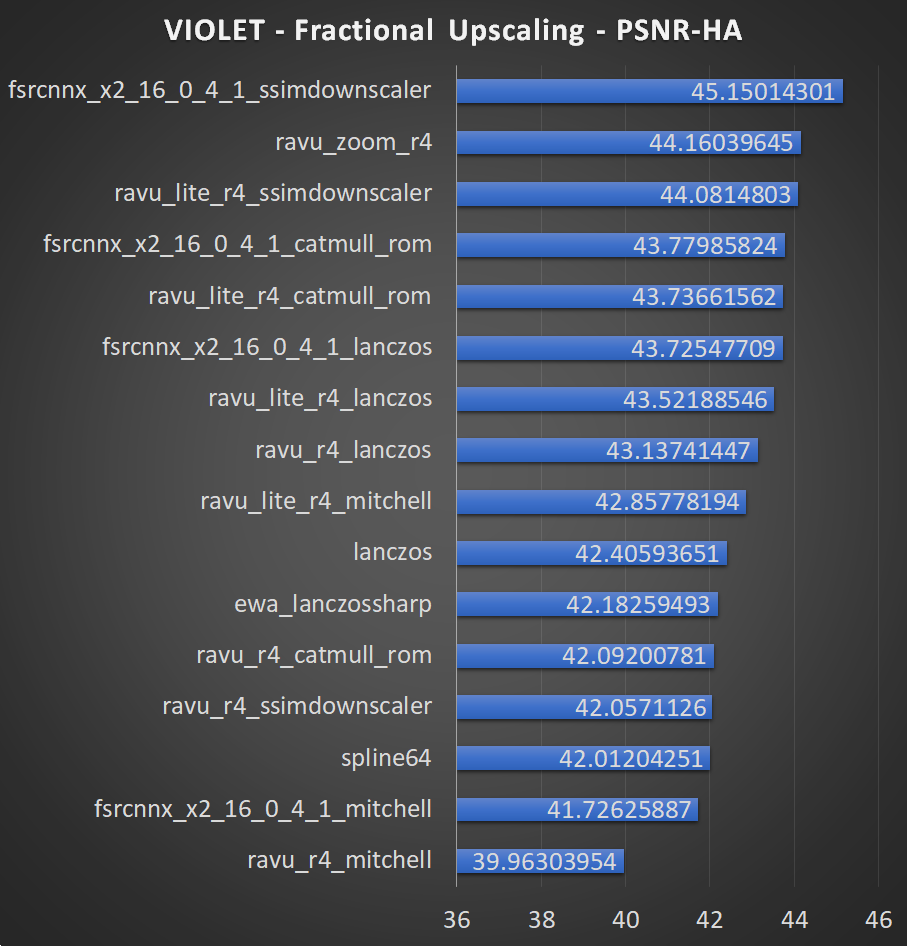 VIOLET - Fractional Upscaling - PSNR-HA
fsrcnnx_x2_16_0_4_1_ssimdownscaler 45.15014301
ravu_zoom_r4 44.16039645
ravu_lite_r4_ssimdownscaler 44.0814803
fsrcnnx_x2_16_0_4_1_catmull_rom 43.77985824
ravu_lite_r4_catmull_rom 43.73661562
fsrcnnx_x2_16_0_4_1_lanczos 43.72547709
ravu_lite_r4_lanczos 43.52188546
ravu_r4_lanczos 43.13741447
ravu_lite_r4_mitchell 42.85778194
lanczos 42.40593651
ewa_lanczossharp 42.18259493
ravu_r4_catmull_rom 42.09200781
ravu_r4_ssimdownscaler 42.0571126
spline64 42.01204251
fsrcnnx_x2_16_0_4_1_mitchell 41.72625887
ravu_r4_mitchell 39.96303954
36 38 40 42 44 46